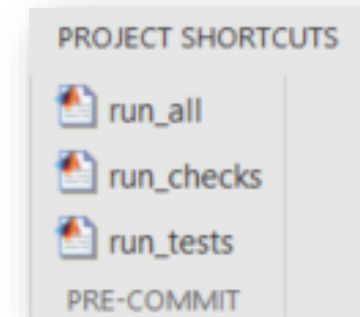 PROJECT SHORTCUTS
run_all
run_checks
run_tests
PRE-COMMIT